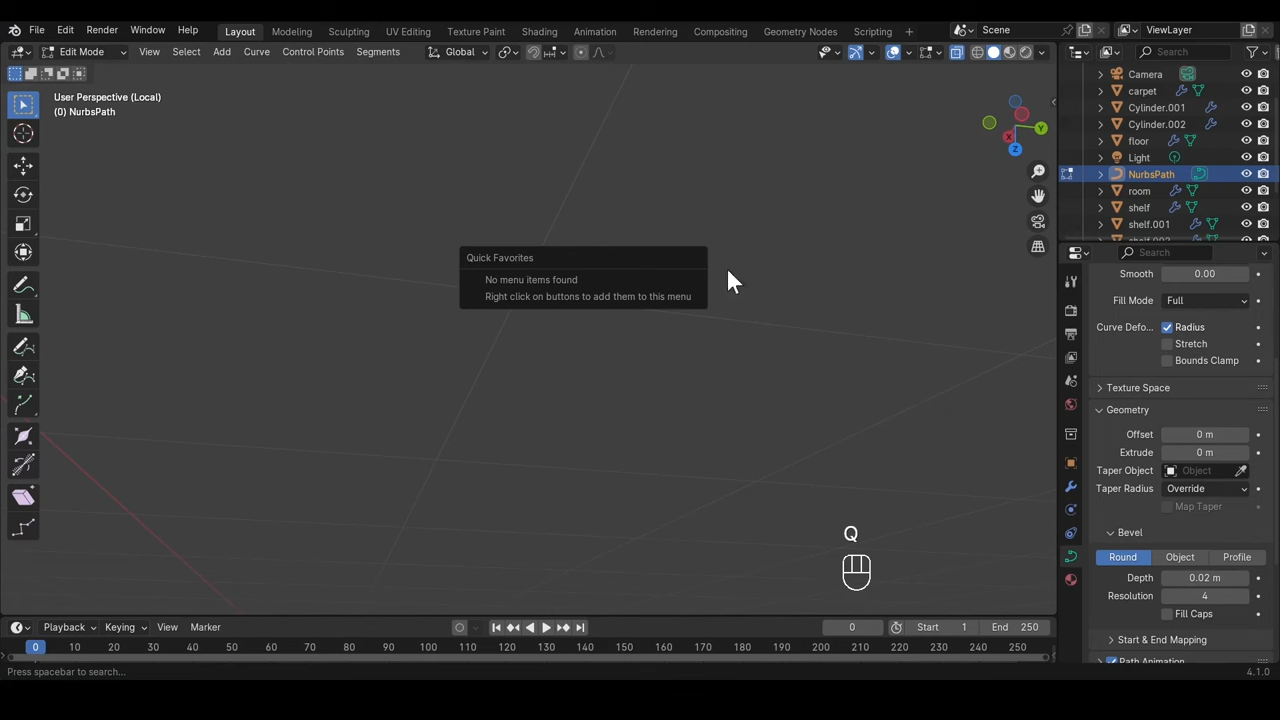 File Edit Render Window Help Layout Modeling Sculpting UV Editing Texture Paint Shading Animation Rendering Compositing Geometry Nodes Scripting + Scene ViewLayer
Edit Mode View Select Add Curve Control Points Segments Global Search
User Perspective (Local)
(0) NurbsPath
Camera
carpet
Cylinder.001
Cylinder.002
floor
Light
NurbsPath
room
shelf
shelf.001
X Y Z
Quick Favorites
No menu items found
Right click on buttons to add them to this menu
Search
Smooth 0.00
Fill Mode Full
Curve Defo... Radius
Stretch
Bounds Clamp
Texture Space
Geometry
Offset 0 m
Extrude 0 m
Taper Object Object
Taper Radius Override
Map Taper
Bevel
Round Object Profile
Depth 0.02 m
Resolution 4
Fill Caps
Start & End Mapping
Path Animation
Q
Playback Keying View Marker 0 Start 1 End 250
0 10 20 30 40 50 60 70 80 90 100 110 120 130 140 150 160 170 180 190 200 210 220 230 240 250
Press spacebar to search... 4.1.0